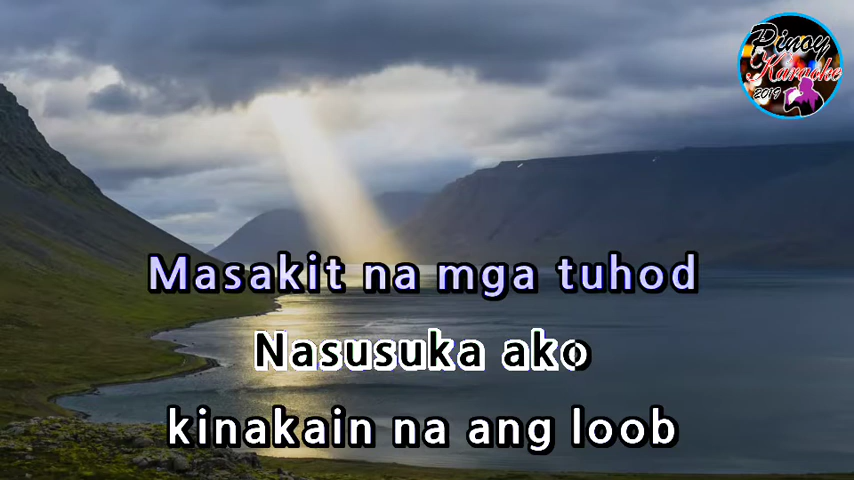 Pinoy
Karaoke
2019
Masakit na mga tuhod
Nasusuka ako
kinakain na ang loob